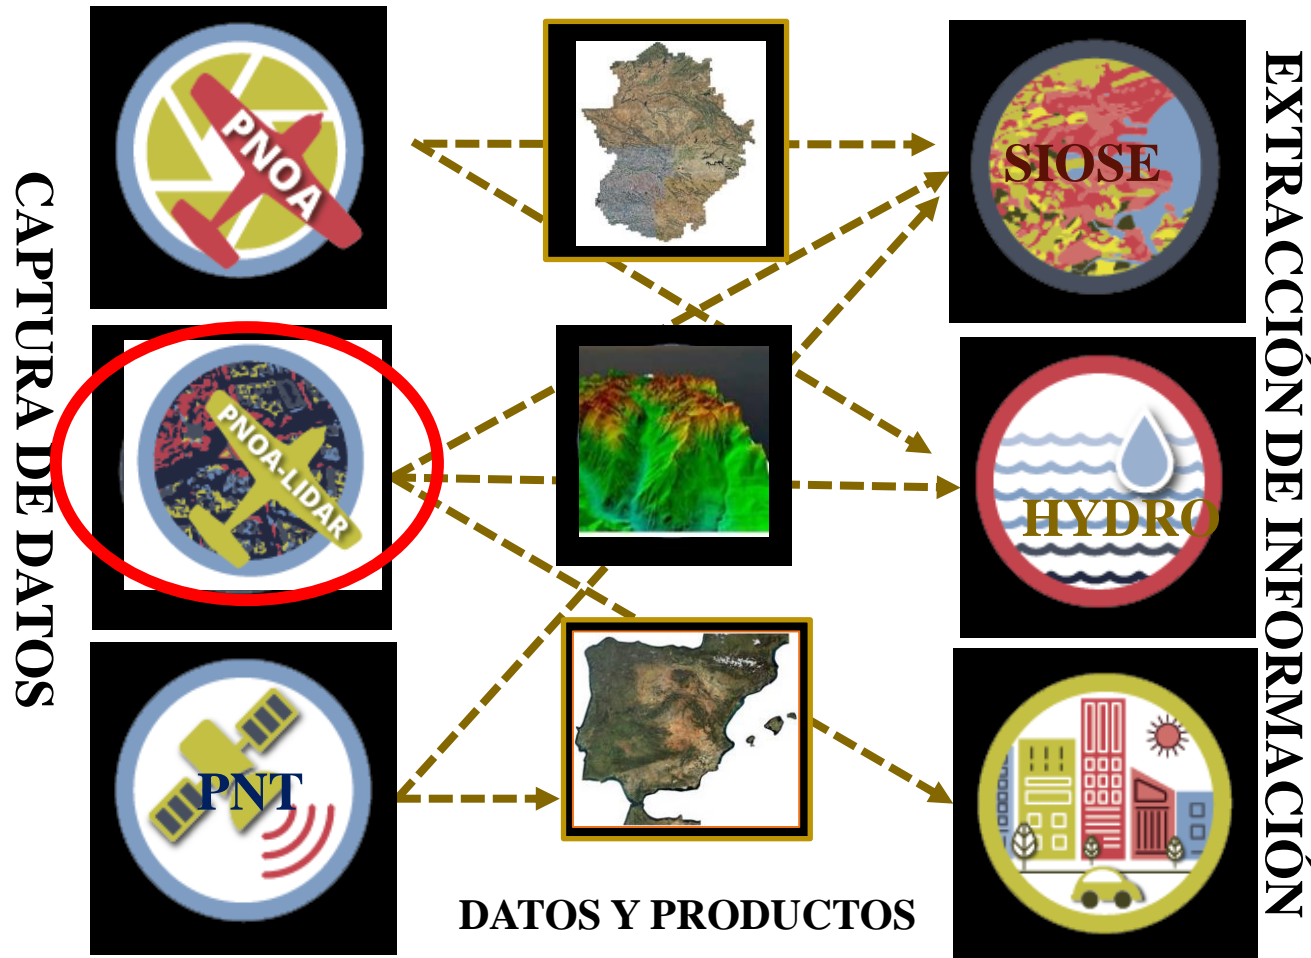 CAPTURA DE DATOS
PNOA
PNOA-LIDAR
PNT
DATOS Y PRODUCTOS
SIOSE
HYDRO
EXTRACCIÓN DE INFORMACIÓN